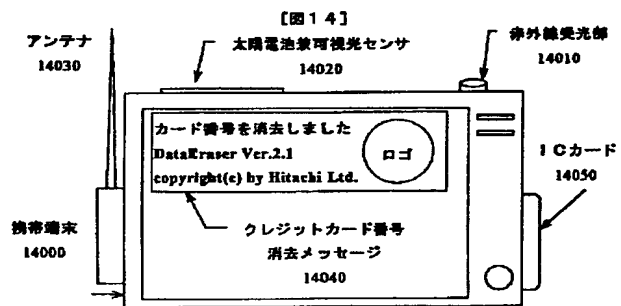 [図14]
アンテナ
14030
太陽電池兼可視光センサ
14020
赤外線受光部
14010
カード番号を消去しました
DataEraser Ver.2.1
copyright(c) by Hitachi Ltd.
ロゴ
ICカード
14050
携帯端末
14000
クレジットカード番号
消去メッセージ
14040